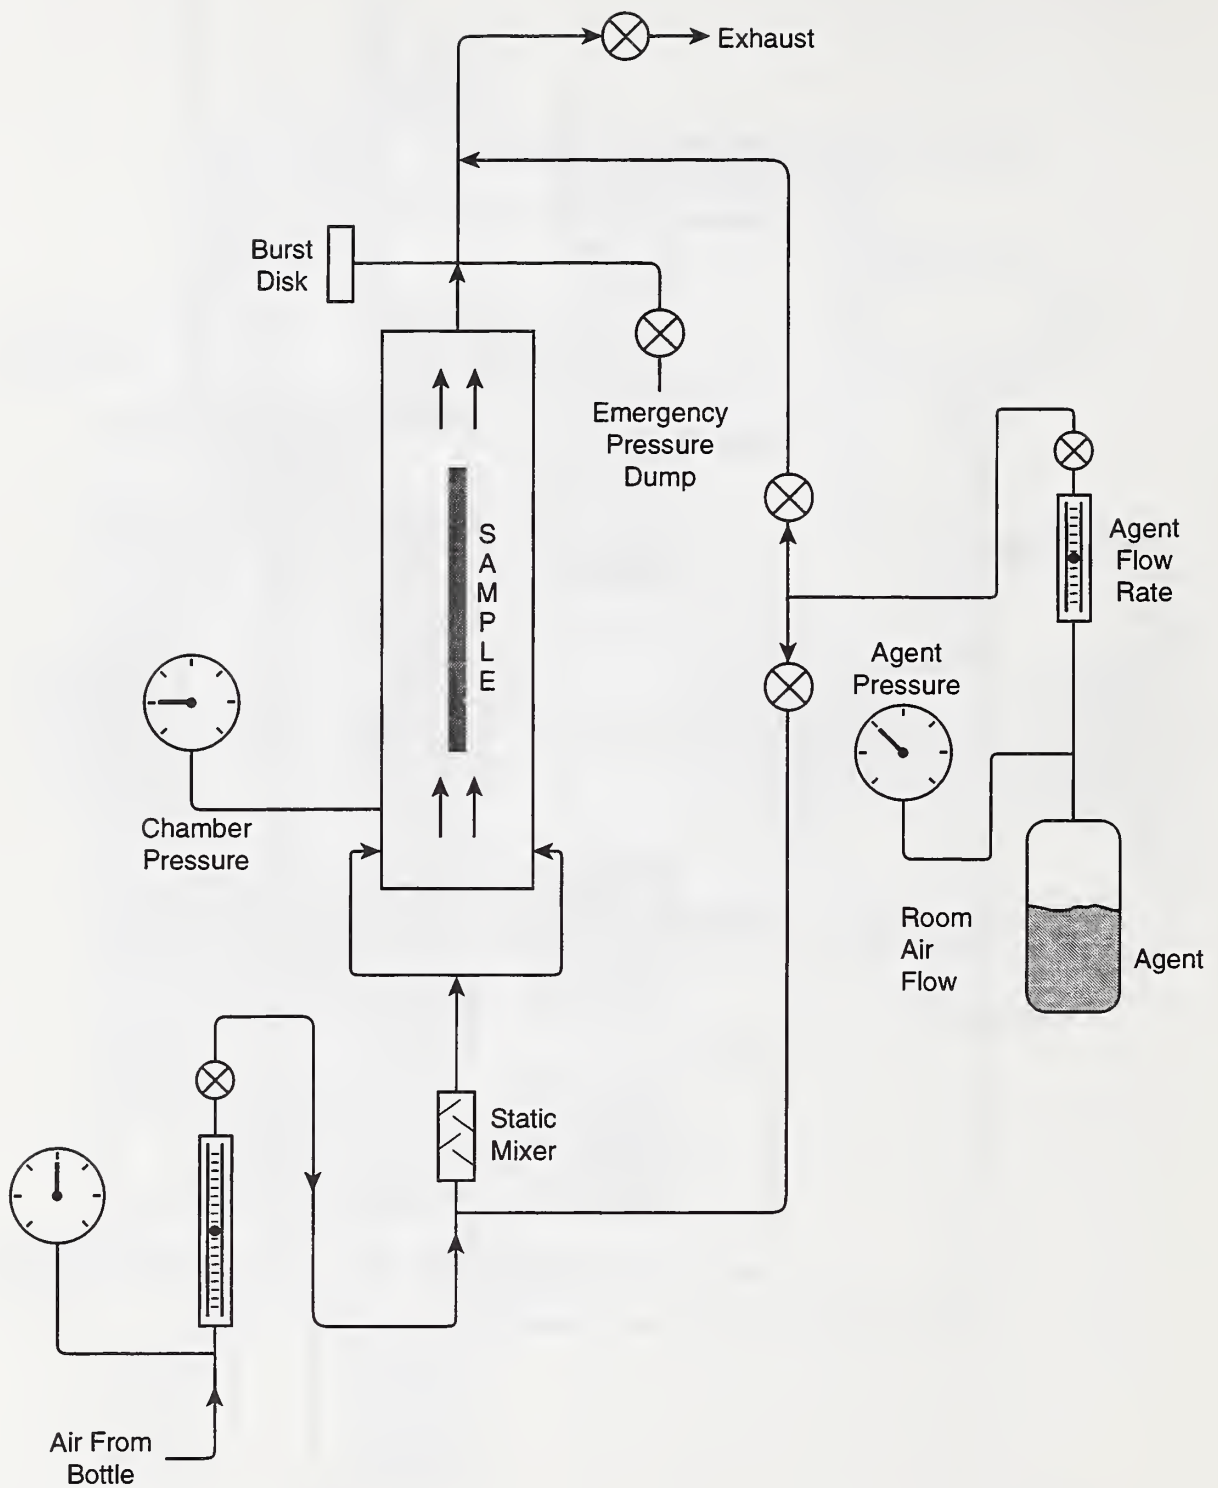 Exhaust
Burst
Disk
Emergency
Pressure
Dump
SAMPLE
Agent
Flow
Rate
Agent
Pressure
Chamber
Pressure
Room
Air
Flow
Agent
Static
Mixer
Air From
Bottle